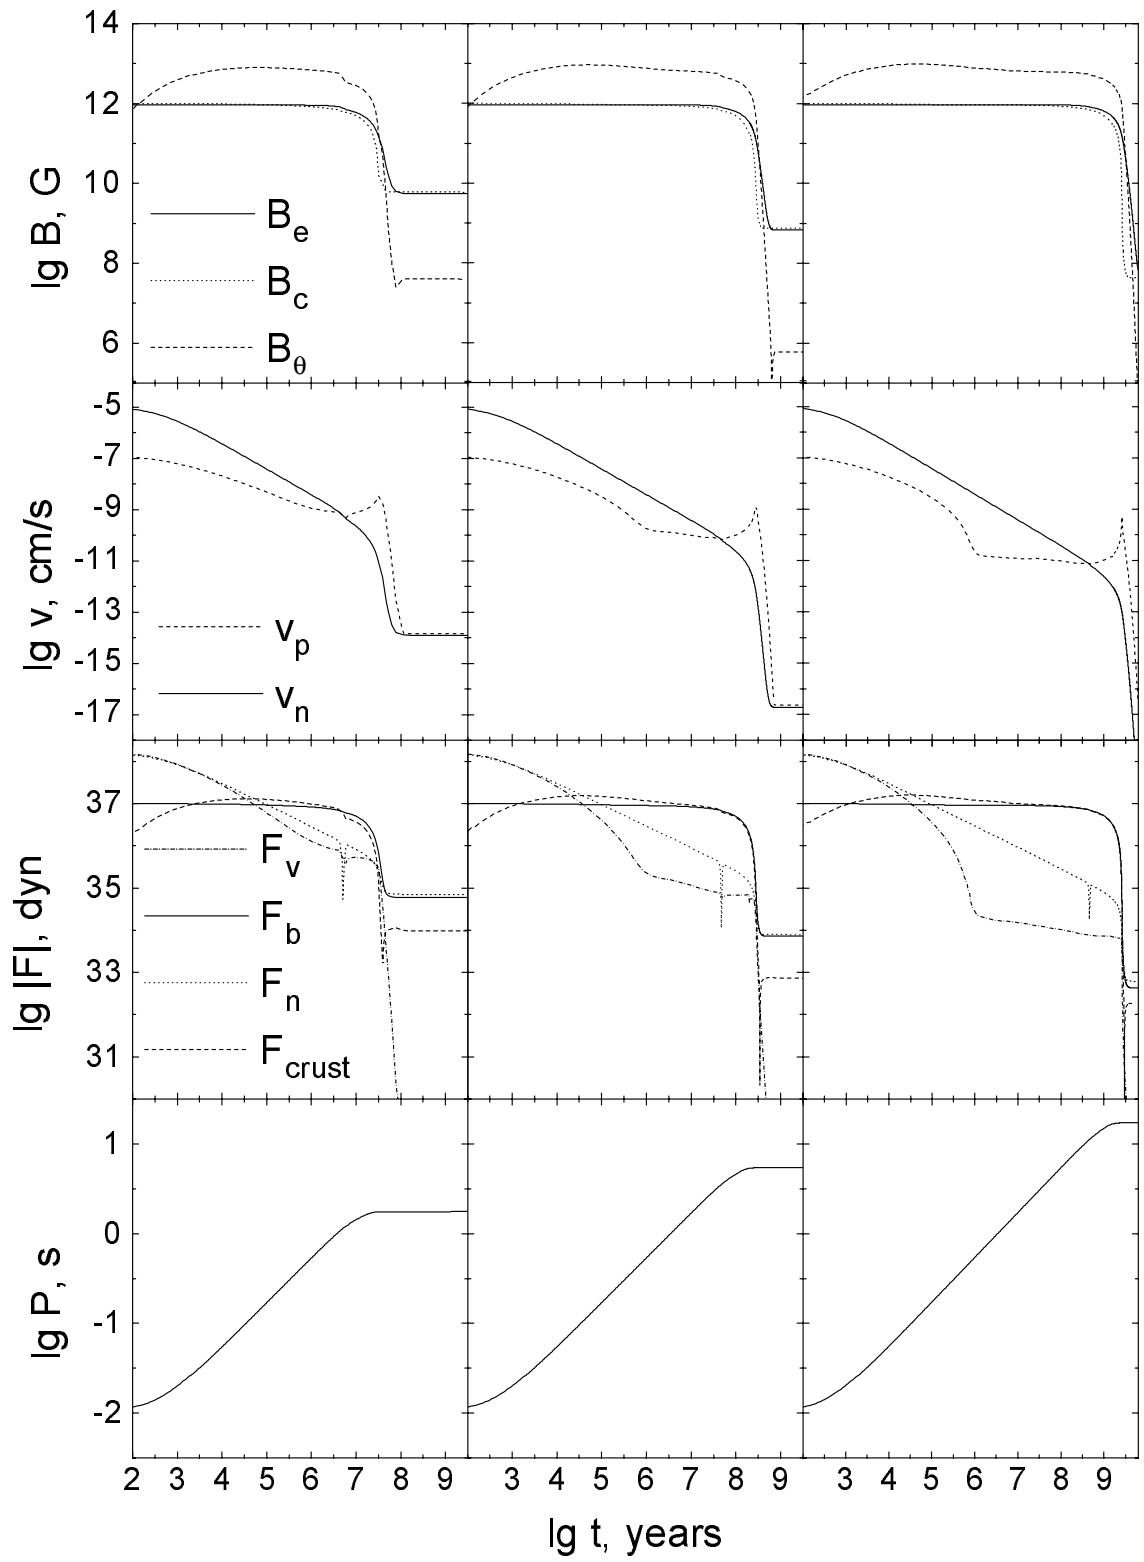 lg B, G
14
12
10
8
6
B_e
B_c
B_θ
lg v, cm/s
-5
-7
-9
-11
-13
-15
-17
v_p
v_n
lg |F|, dyn
37
35
33
31
F_v
F_b
F_n
F_crust
lg P, s
1
0
-1
-2
2 3 4 5 6 7 8 9 3 4 5 6 7 8 9 3 4 5 6 7 8 9
lg t, years